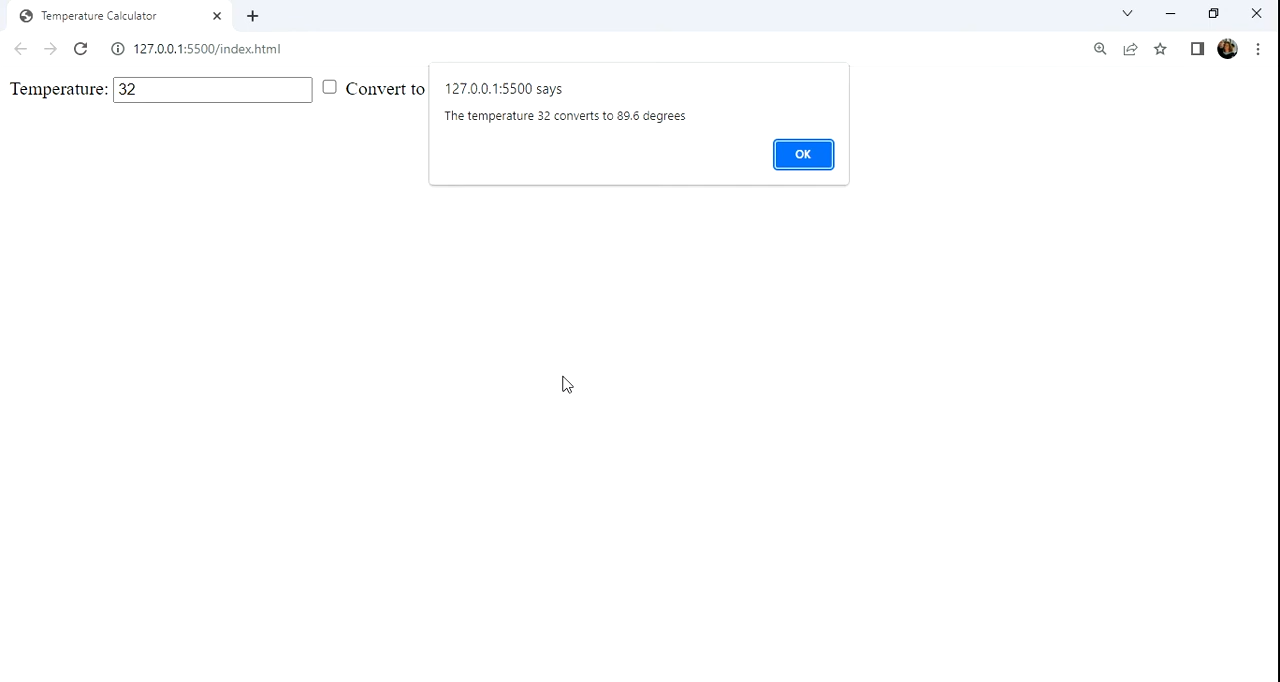 Temperature Calculator
127.0.0.1:5500/index.html
Temperature: 32 Convert to
127.0.0.1:5500 says
The temperature 32 converts to 89.6 degrees
OK